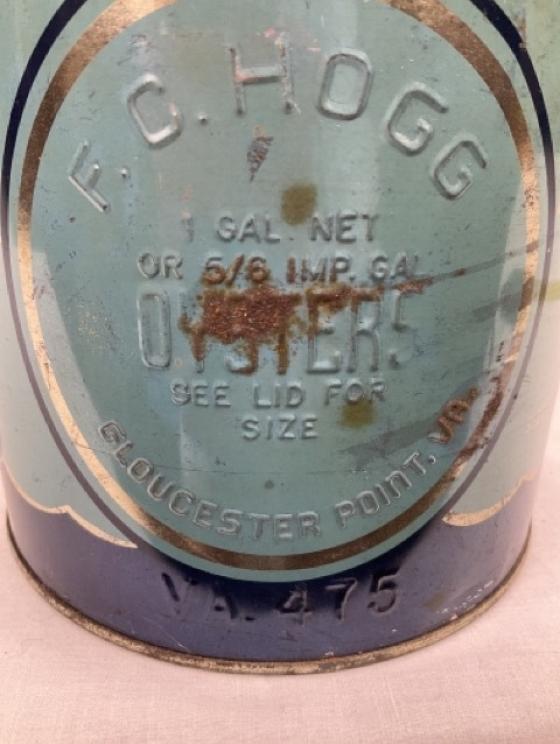 F. C. HOGG
1 GAL. NET
OR 5/6 IMP. GAL
OYSTERS
SEE LID FOR
SIZE
GLOUCESTER POINT, VA.
VA. 475